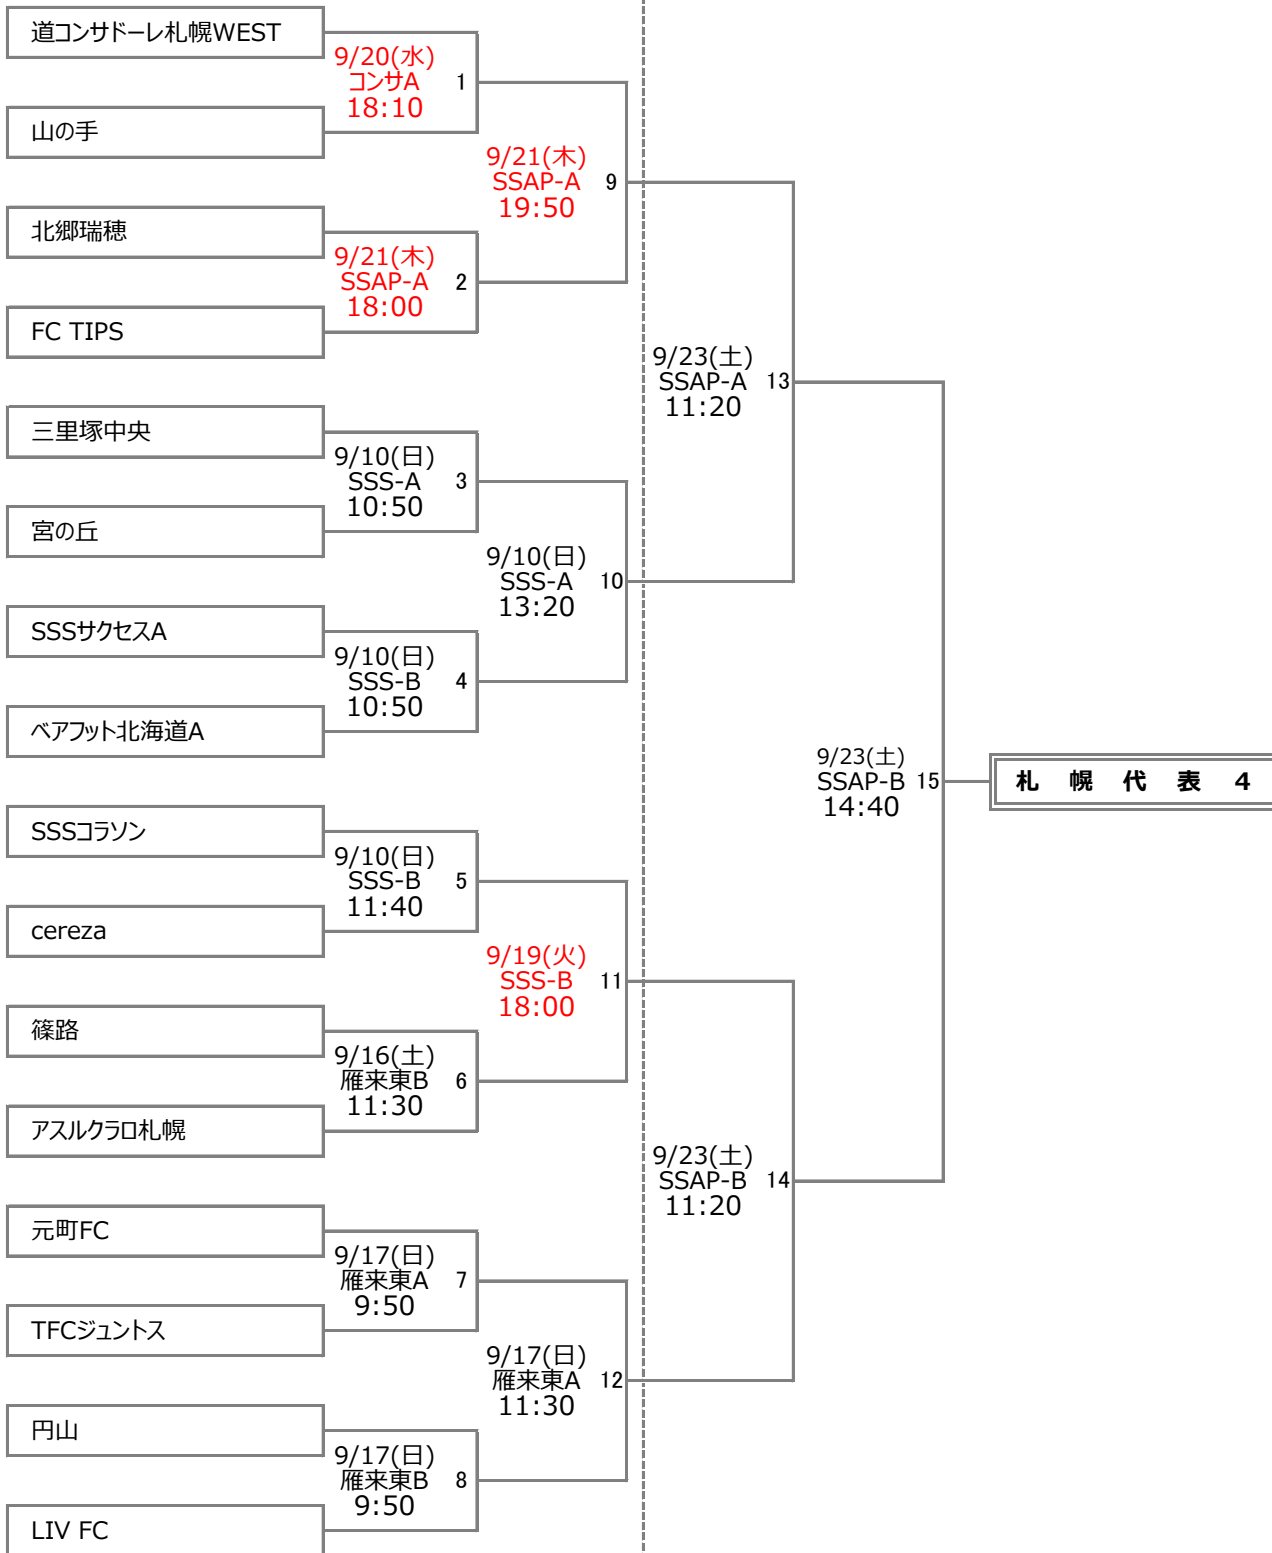 道コンサドーレ札幌WEST
9/20(水)
コンサA
18:10
1
山の手
9/21(木)
SSAP-A
19:50
9
北郷瑞穂
9/21(木)
SSAP-A
18:00
2
FC TIPS
9/23(土)
SSAP-A
11:20
13
三里塚中央
9/10(日)
SSS-A
10:50
3
宮の丘
9/10(日)
SSS-A
13:20
10
SSSサクセスA
9/10(日)
SSS-B
10:50
4
ベアフット北海道A
9/23(土)
SSAP-B
14:40
15
札幌代表4
SSSコラソン
9/10(日)
SSS-B
11:40
5
cereza
9/19(火)
SSS-B
18:00
11
篠路
9/16(土)
雁来東B
11:30
6
アスルクラロ札幌
9/23(土)
SSAP-B
11:20
14
元町FC
9/17(日)
雁来東A
9:50
7
TFCジュントス
9/17(日)
雁来東A
11:30
12
円山
9/17(日)
雁来東B
9:50
8
LIV FC